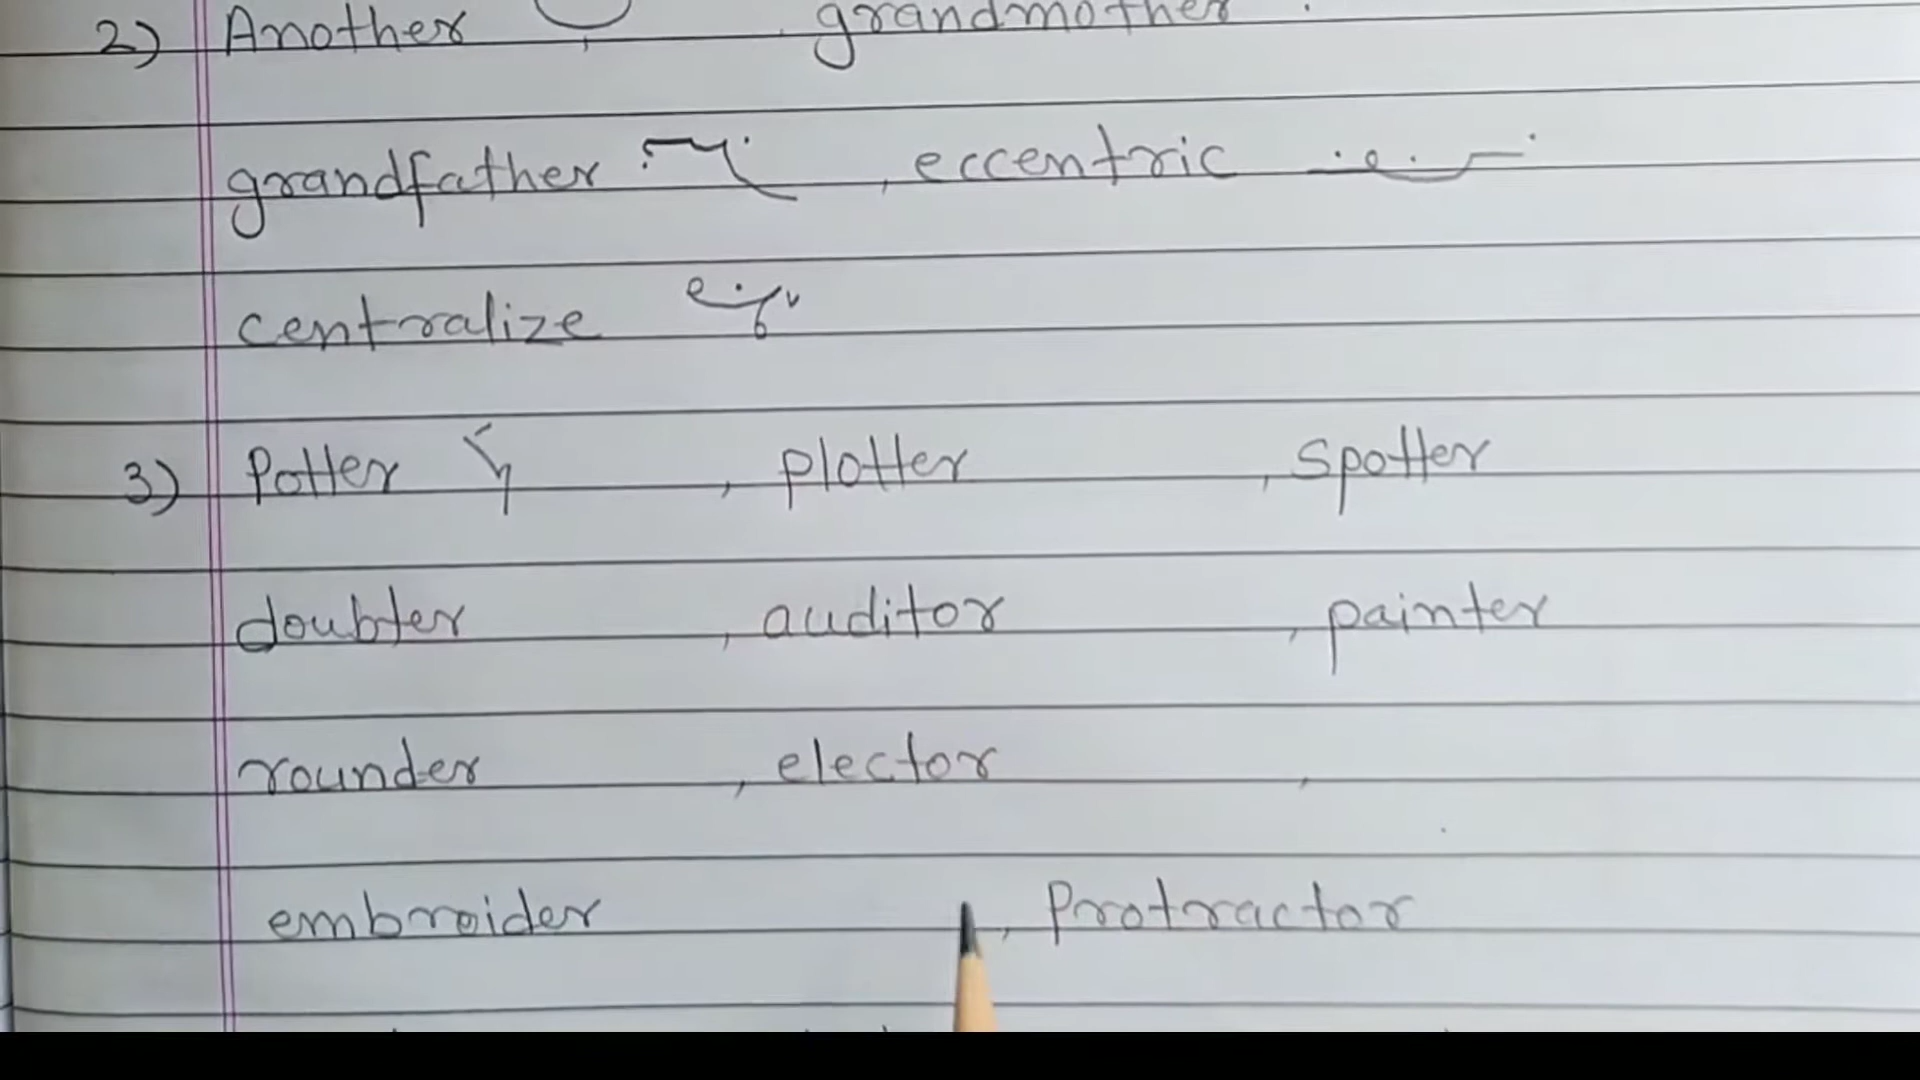 2) Another , grandmother
grandfather , eccentric
centralize
3) Potter , plotter , spotter
doubter , auditor , painter
rounder , elector ,
embroider , Protractor